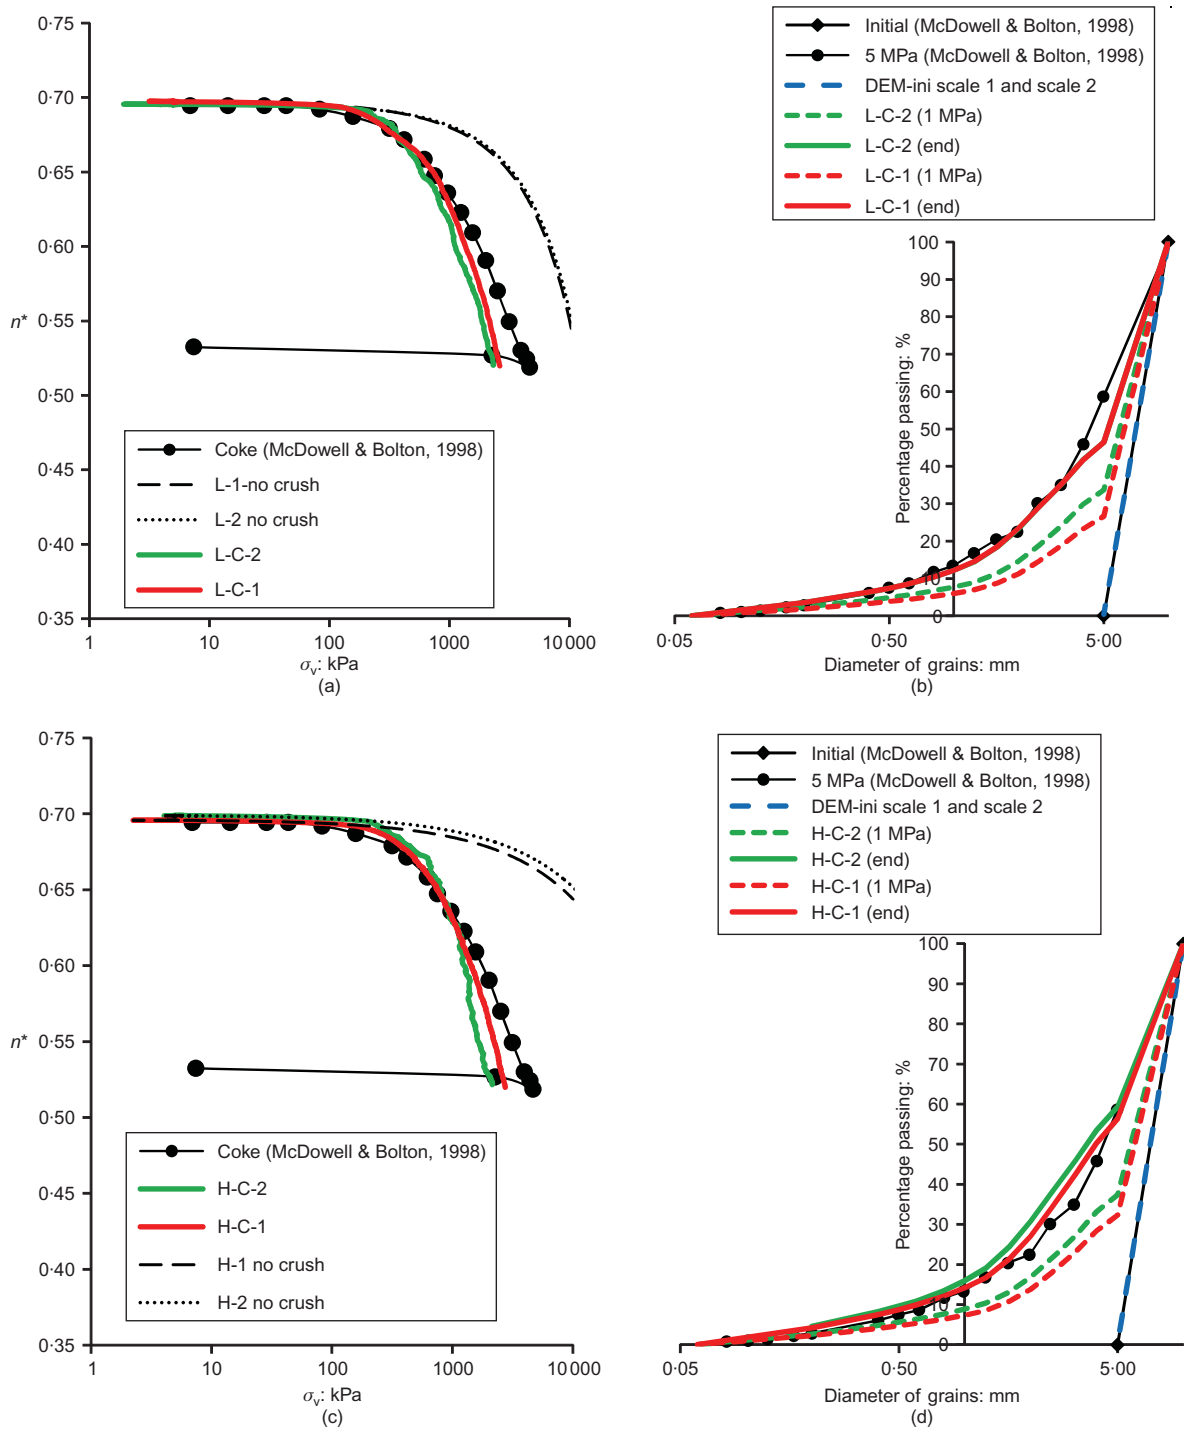 0·75
0·70
0·65
0·60
n* 0·55
0·50
0·45
0·40
0·35
Coke (McDowell & Bolton, 1998)
L-1-no crush
L-2 no crush
L-C-2
L-C-1
1 10 100 1000 10 000
σv: kPa
(a)
Initial (McDowell & Bolton, 1998)
5 MPa (McDowell & Bolton, 1998)
DEM-ini scale 1 and scale 2
L-C-2 (1 MPa)
L-C-2 (end)
L-C-1 (1 MPa)
L-C-1 (end)
Percentage passing: %
100
90
80
70
60
50
40
30
20
10
0
0·05 0·50 5·00
Diameter of grains: mm
(b)
0·75
0·70
0·65
0·60
n* 0·55
0·50
0·45
0·40
0·35
Coke (McDowell & Bolton, 1998)
H-C-2
H-C-1
H-1 no crush
H-2 no crush
1 10 100 1000 10 000
σv: kPa
(c)
Initial (McDowell & Bolton, 1998)
5 MPa (McDowell & Bolton, 1998)
DEM-ini scale 1 and scale 2
H-C-2 (1 MPa)
H-C-2 (end)
H-C-1 (1 MPa)
H-C-1 (end)
Percentage passing: %
100
90
80
70
60
50
40
30
20
10
0
0·05 0·50 5·00
Diameter of grains: mm
(d)